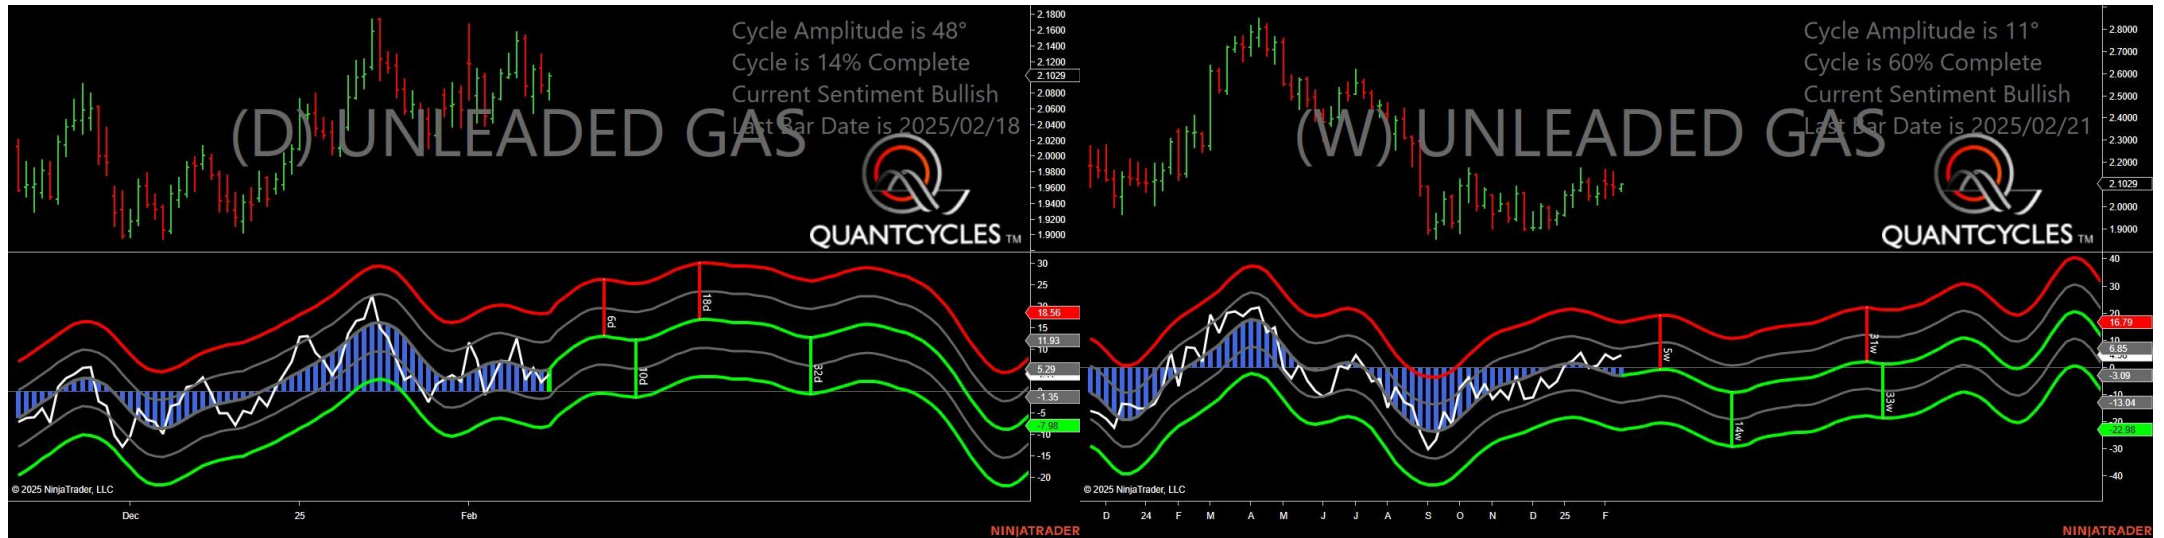 Cycle Amplitude is 48°
Cycle is 14% Complete
Current Sentiment Bullish
Last Bar Date is 2025/02/18
(D) UNLEADED GAS
QUANTCYCLES TM
2.1800
2.1600
2.1400
2.1200
2.1029
2.0800
2.0600
2.0400
2.0200
2.0000
1.9800
1.9600
1.9400
1.9200
1.9000
30
25
18.56
15
11.93
10
5.29
-1.35
-5
-7.98
-10
-15
-20
6d
10d
18d
32d
© 2025 NinjaTrader, LLC
Dec 25 Feb
NINJATRADER
Cycle Amplitude is 11°
Cycle is 60% Complete
Current Sentiment Bullish
Last Bar Date is 2025/02/21
(W) UNLEADED GAS
QUANTCYCLES TM
2.8000
2.7000
2.6000
2.5000
2.4000
2.3000
2.2000
2.1029
2.0000
1.9000
40
30
20
16.79
10
6.85
0
-3.09
-10
-13.04
-20
-22.98
-30
-40
5w
14w
31w
33w
© 2025 NinjaTrader, LLC
D 24 F M A M J J A S O N D 25 F
NINJATRADER